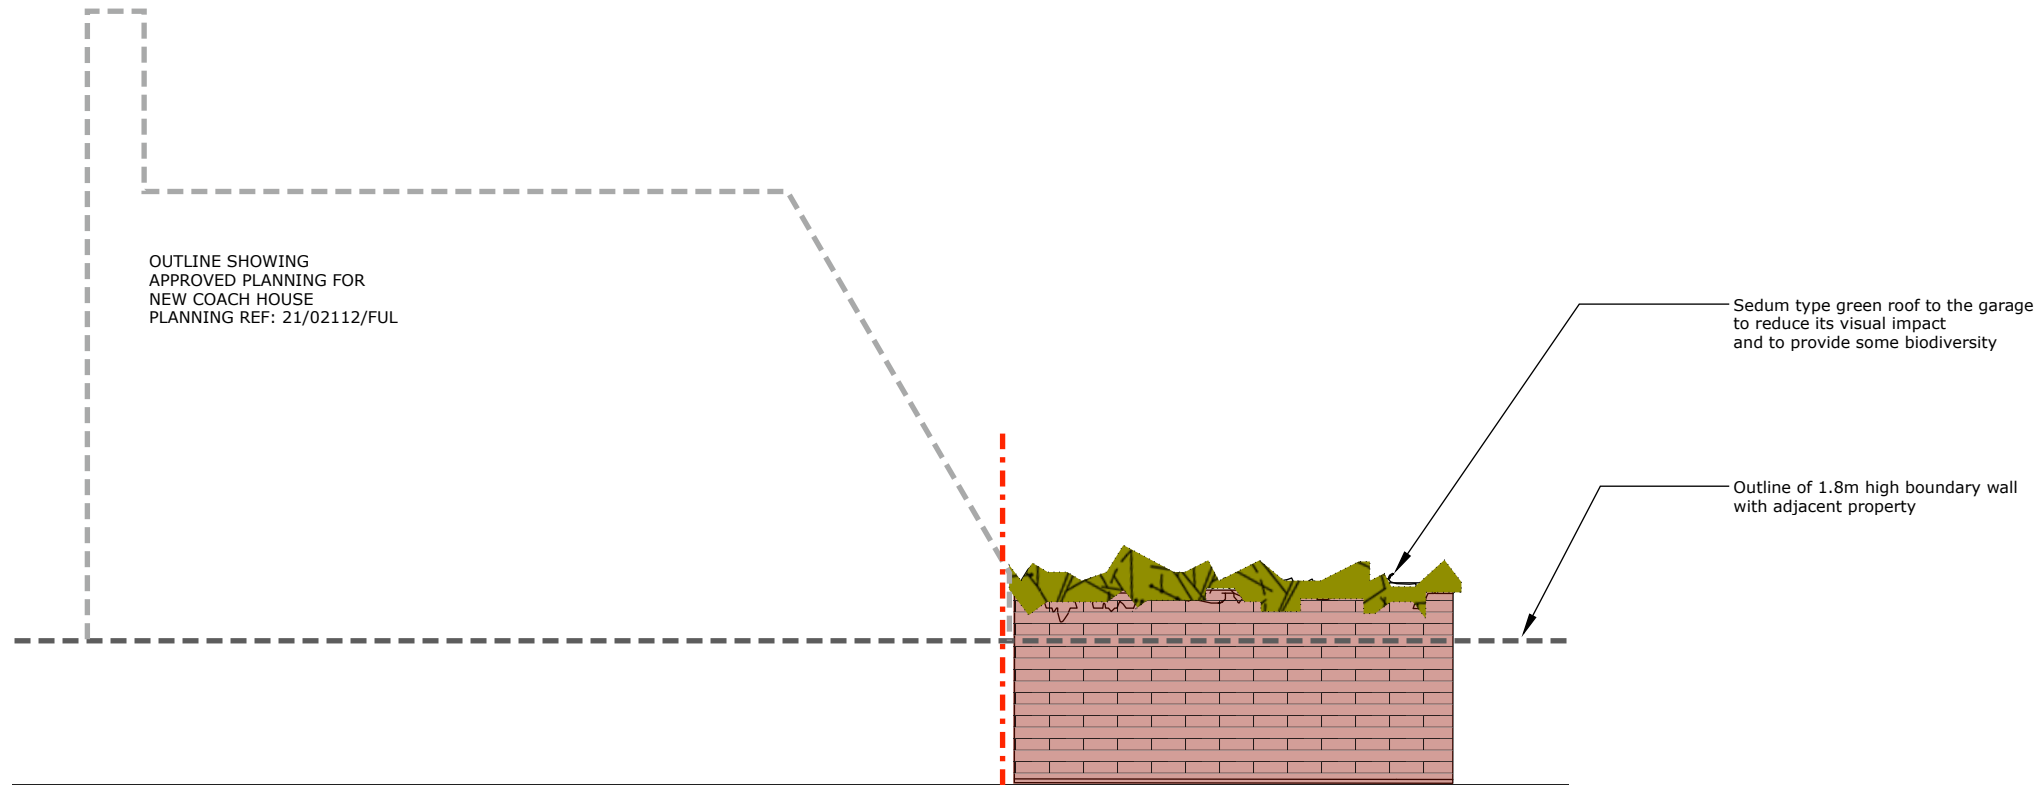 OUTLINE SHOWING
APPROVED PLANNING FOR
NEW COACH HOUSE
PLANNING REF: 21/02112/FUL
Sedum type green roof to the garage
to reduce its visual impact
and to provide some biodiversity
Outline of 1.8m high boundary wall
with adjacent property